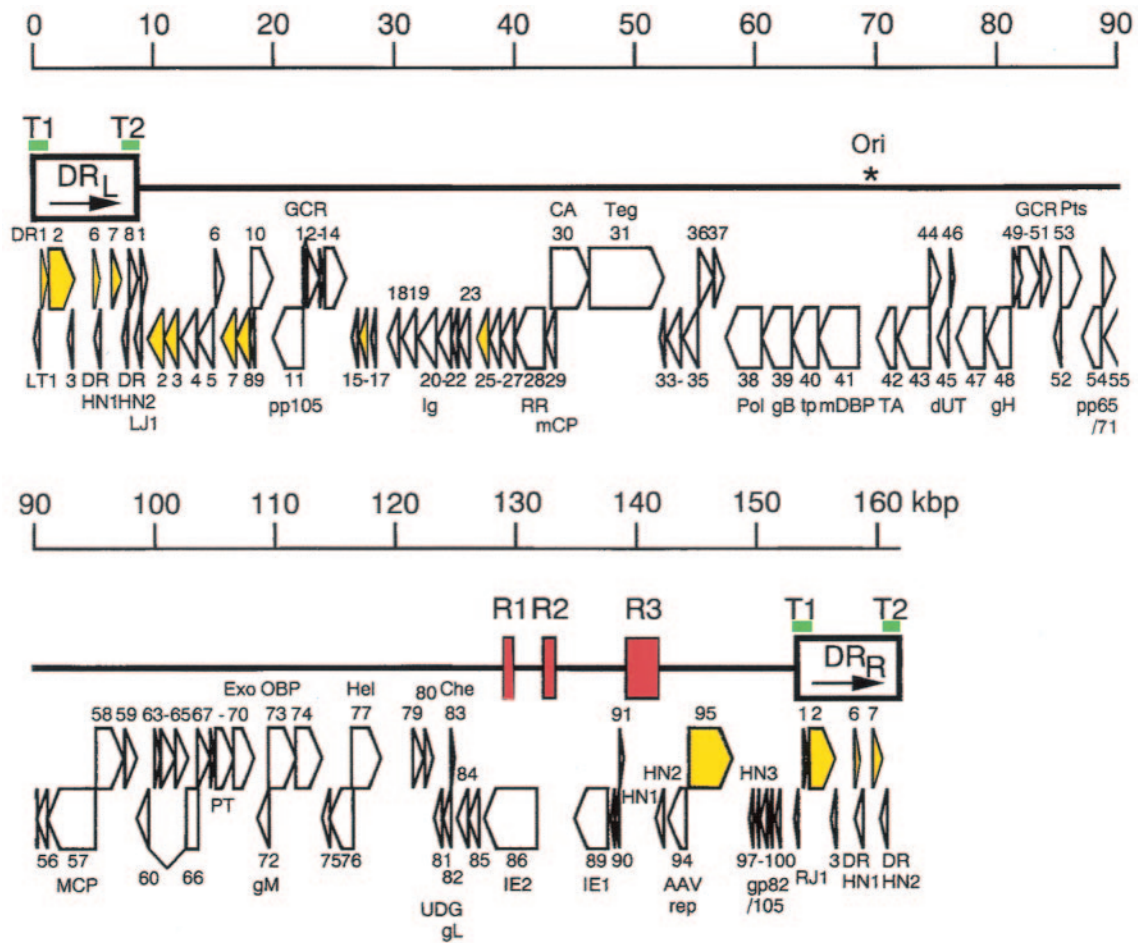 0 10 20 30 40 50 60 70 80 90
T1 T2
Ori
*
DRL
GCR CA Teg GCR Pts
DR1 2 6 7 8 1 6 10 12-14 30 31 36 37 44 46 49-51 53
18 19 23
LT1 3 DR DR 2 3 4 5 7 8 9 11 15-17 20-22 25-27 28 29 33-35 38 39 40 41 42 43 45 47 48 52 54 55
HN1 HN2 pp105 Ig RR Pol gB tp mDBP TA dUT gH pp65
LJ1 mCP /71
90 100 110 120 130 140 150 160 kbp
R1 R2 R3 T1 T2
DRR
Exo OBP Hel 80 Che
58 59 63-65 67 -70 73 74 77 79 83 91 95 1 2 6 7
84 HN1 HN2 HN3
PT
56 57 60 66 72 75 76 81 85 86 89 90 94 97-100 3 DR DR
MCP gM 82 IE2 IE1 AAV gp82 RJ1 HN1 HN2
UDG rep /105
gL